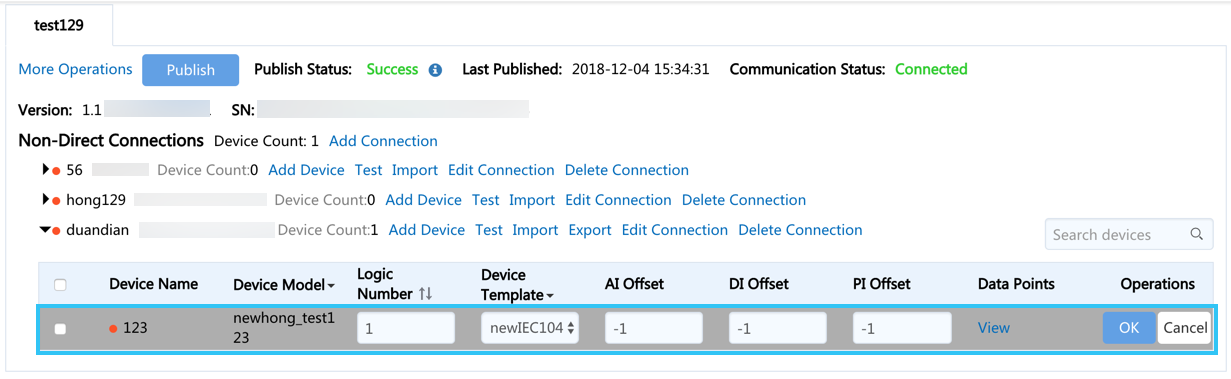 test129
More Operations Publish Publish Status: Success Last Published: 2018-12-04 15:34:31 Communication Status: Connected
Version: 1.1 SN:
Non-Direct Connections Device Count: 1 Add Connection
56 Device Count:0 Add Device Test Import Edit Connection Delete Connection
hong129 Device Count:0 Add Device Test Import Edit Connection Delete Connection
duandian Device Count:1 Add Device Test Import Export Edit Connection Delete Connection
Search devices
Device Name Device Model Logic Number Device Template AI Offset DI Offset PI Offset Data Points Operations
123 newhong_test123 1 newIEC104 -1 -1 -1 View OK Cancel